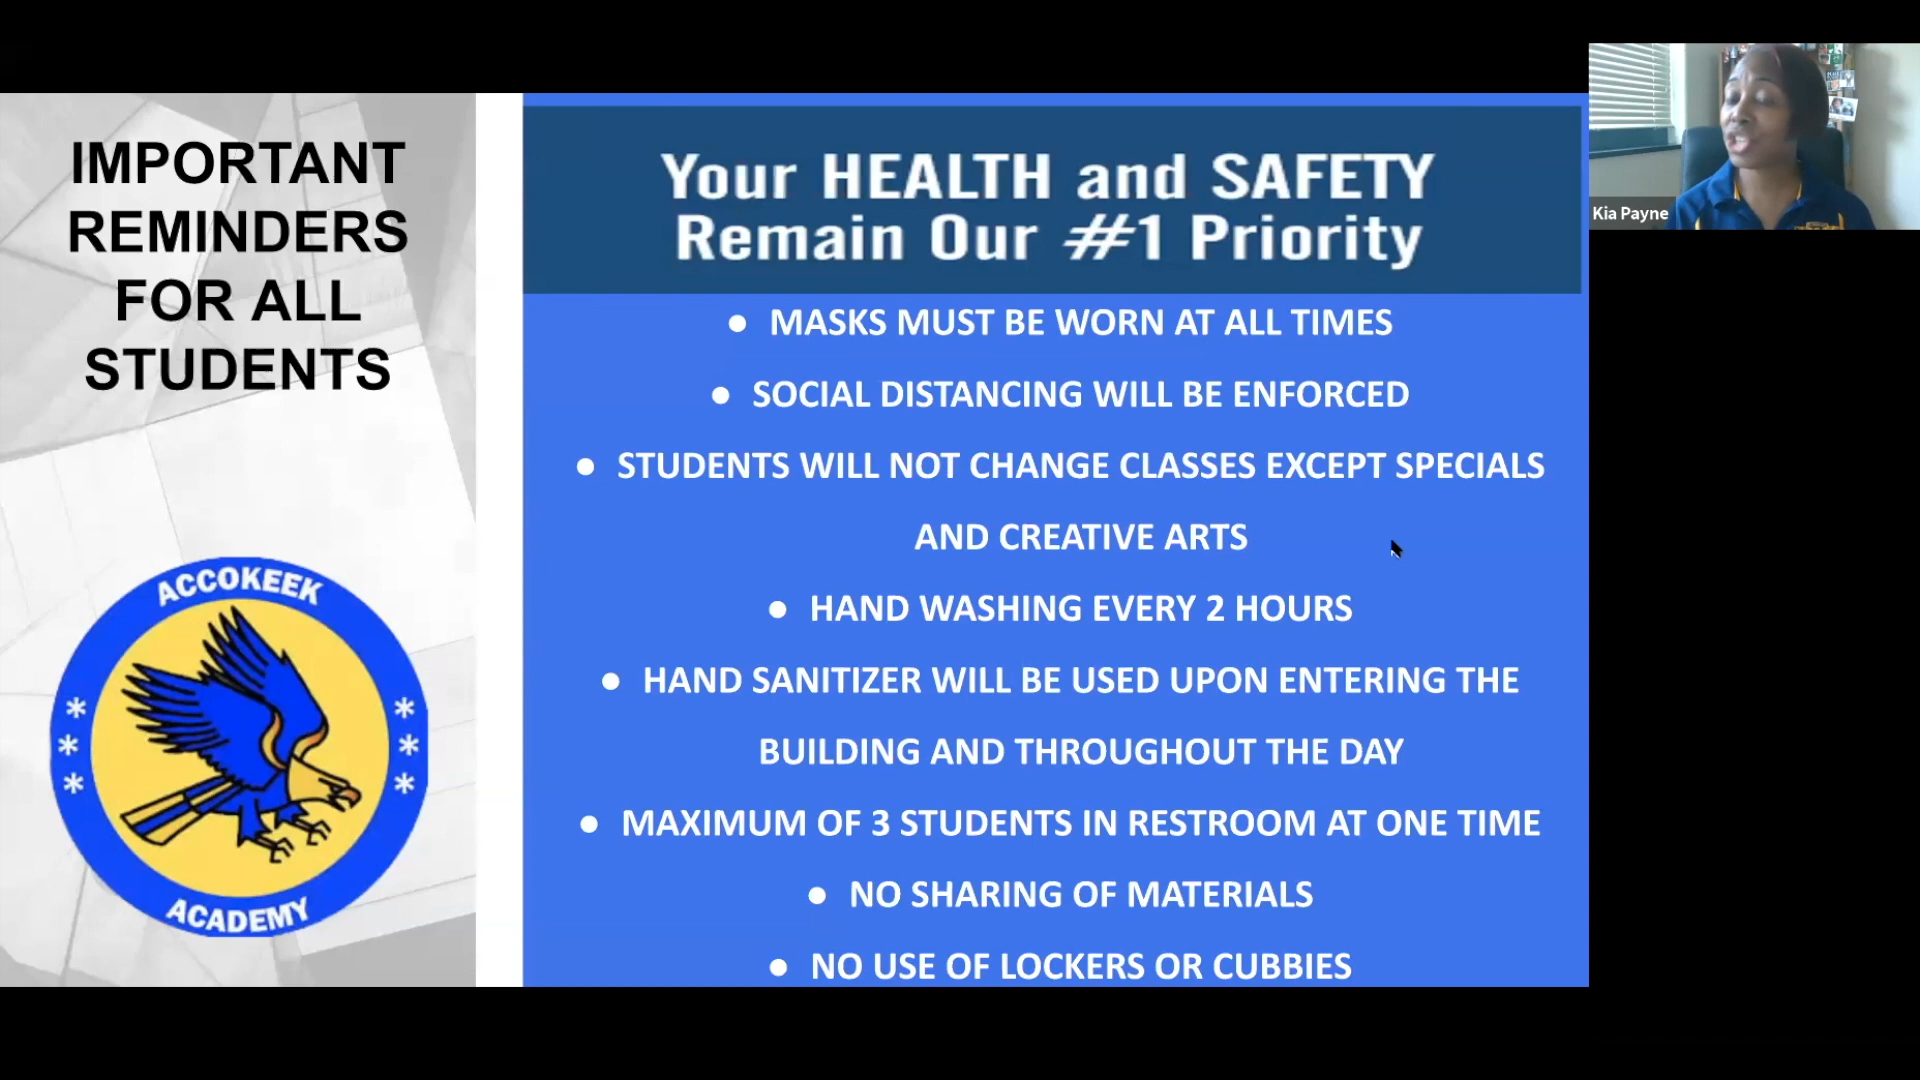 IMPORTANT
REMINDERS
FOR ALL
STUDENTS
ACCOKEEK
* * *
* * *
ACADEMY
Your HEALTH and SAFETY
Remain Our #1 Priority
● MASKS MUST BE WORN AT ALL TIMES
● SOCIAL DISTANCING WILL BE ENFORCED
● STUDENTS WILL NOT CHANGE CLASSES EXCEPT SPECIALS
AND CREATIVE ARTS
● HAND WASHING EVERY 2 HOURS
● HAND SANITIZER WILL BE USED UPON ENTERING THE
BUILDING AND THROUGHOUT THE DAY
● MAXIMUM OF 3 STUDENTS IN RESTROOM AT ONE TIME
● NO SHARING OF MATERIALS
● NO USE OF LOCKERS OR CUBBIES
Kia Payne